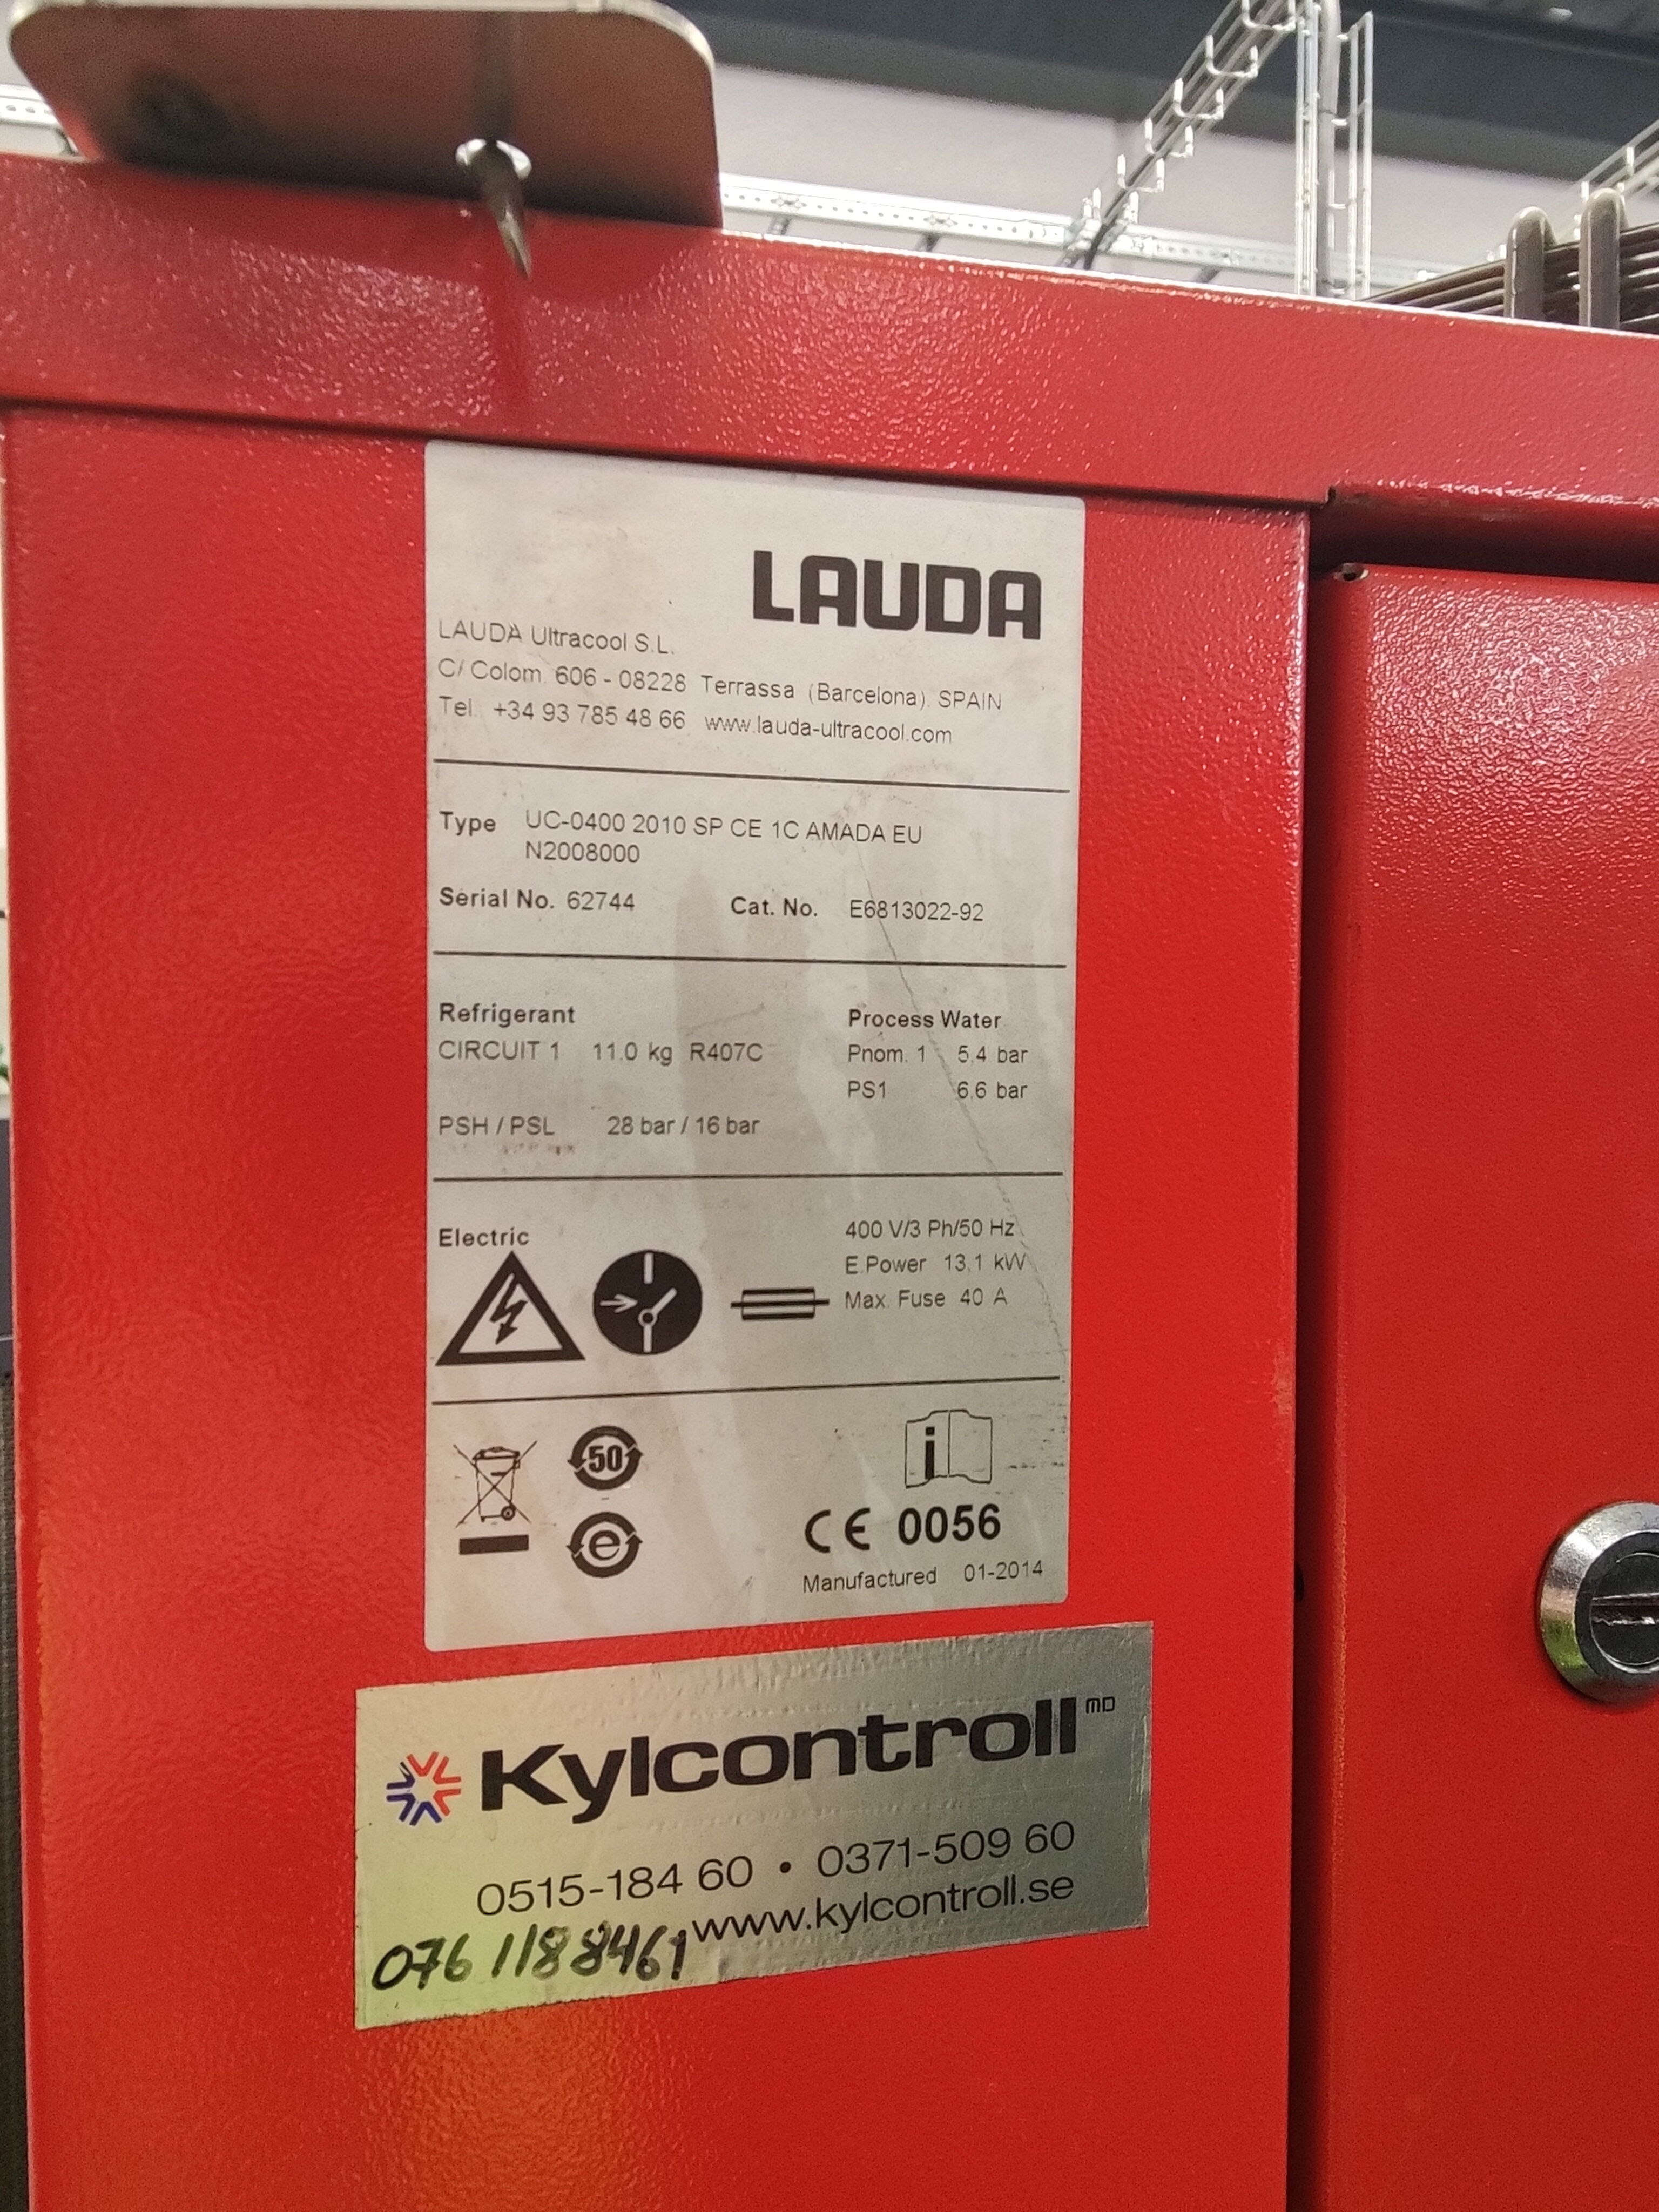 LAUDA
LAUDA Ultracool S.L.
C/ Colom, 606 - 08228 Terrassa (Barcelona) SPAIN
Tel. +34 93 785 48 66 www.lauda-ultracool.com
Type UC-0400 2010 SP CE 1C AMADA EU
N2008000
Serial No. 62744 Cat. No. E6813022-92
Refrigerant Process Water
CIRCUIT 1 11,0 kg R407C Pnom. 1 5,4 bar
PS1 6,6 bar
PSH / PSL 28 bar / 16 bar
Electric 400 V/3 Ph/50 Hz
E.Power 13,1 kW
Max. Fuse 40 A
50
i
e
CE 0056
Manufactured 01-2014
Kylcontroll MD
0515-184 60 • 0371-509 60
www.kylcontroll.se
076 1188461